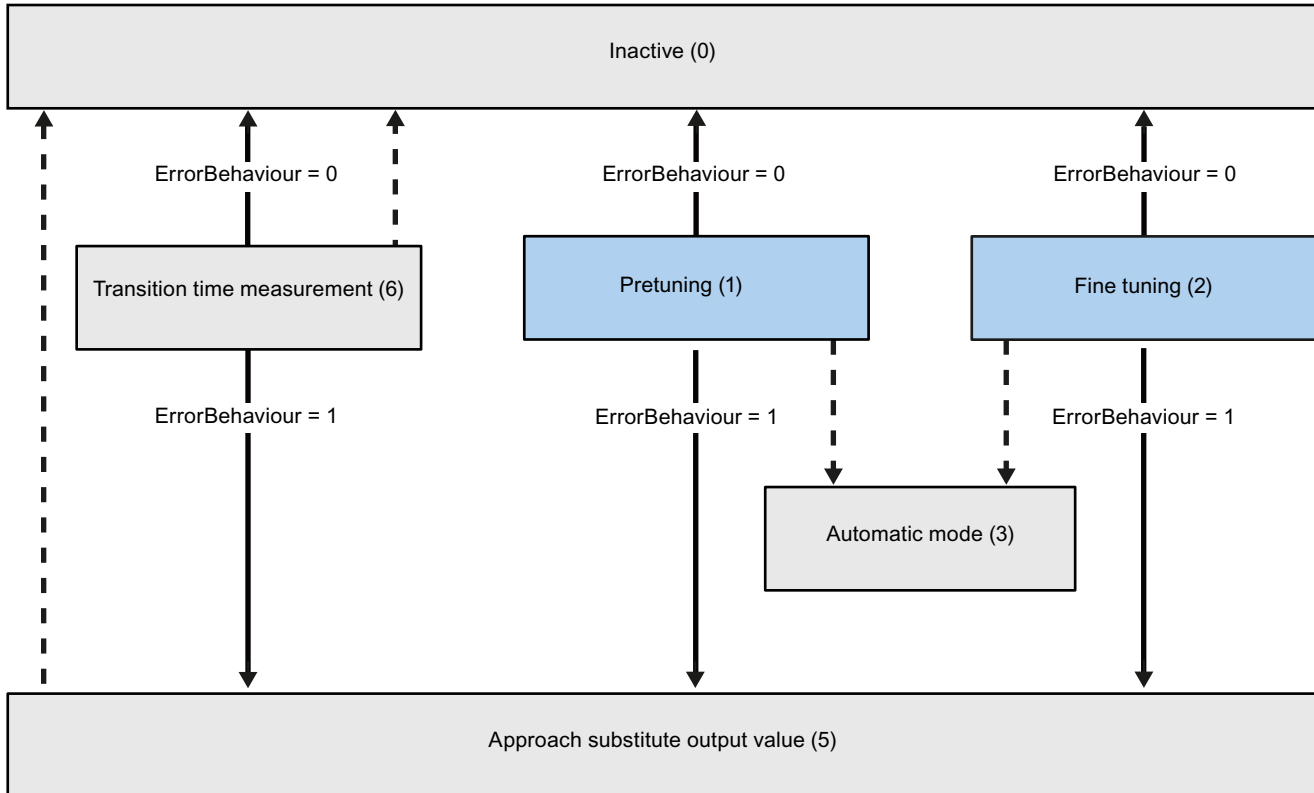 Inactive (0)
ErrorBehaviour = 0
ErrorBehaviour = 0
ErrorBehaviour = 0
Transition time measurement (6)
Pretuning (1)
Fine tuning (2)
ErrorBehaviour = 1
ErrorBehaviour = 1
ErrorBehaviour = 1
Automatic mode (3)
Approach substitute output value (5)